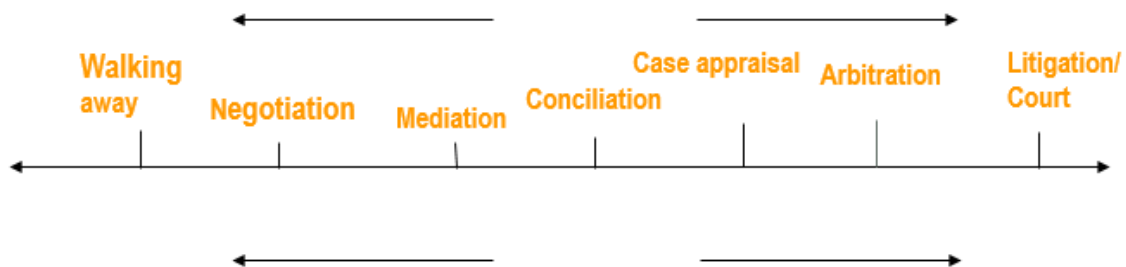 Walking
away
Negotiation
Mediation
Conciliation
Case appraisal
Arbitration
Litigation/
Court